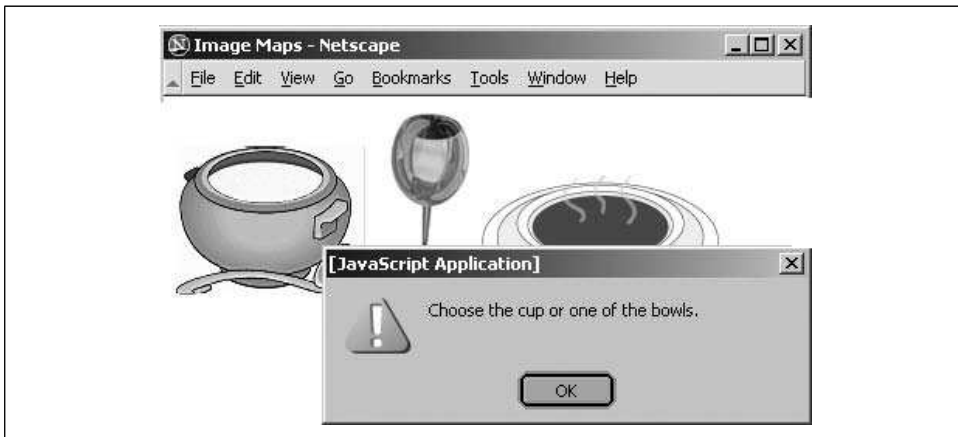 Image Maps - Netscape
File Edit View Go Bookmarks Tools Window Help
[JavaScript Application]
Choose the cup or one of the bowls.
OK